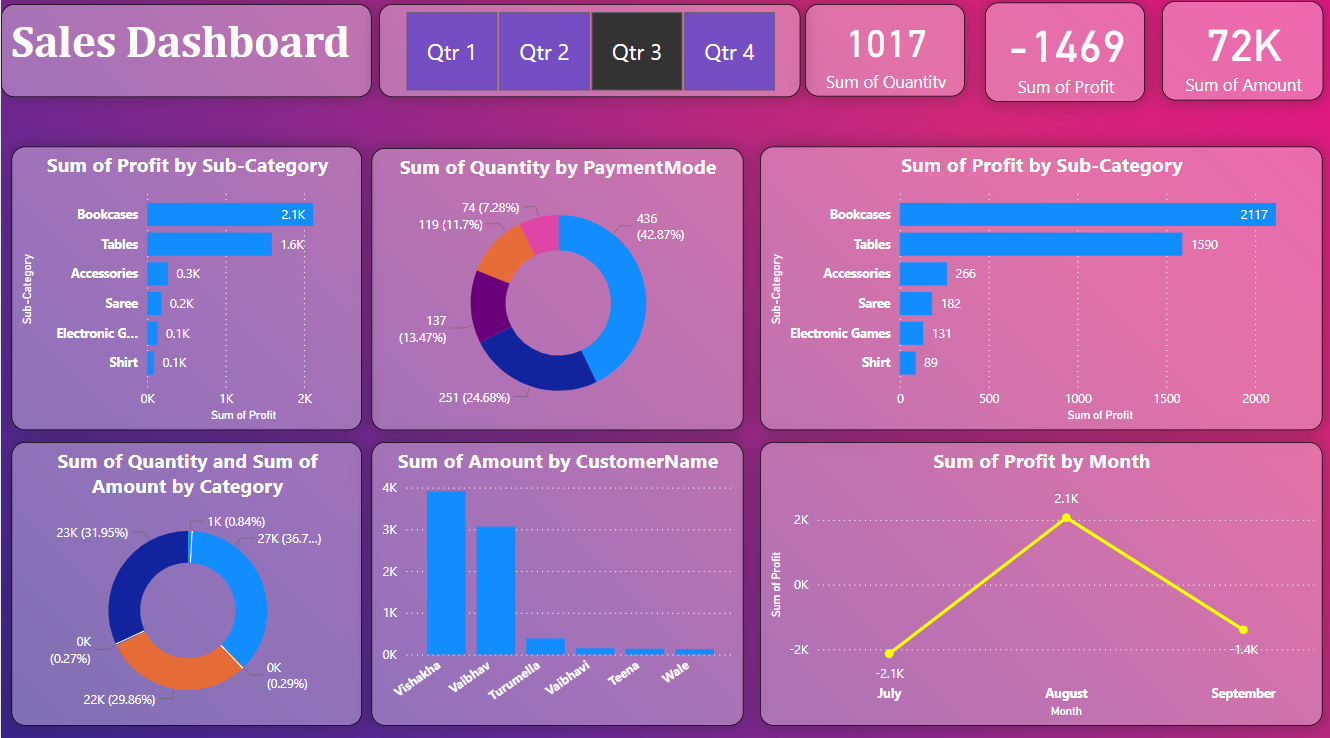 Sales Dashboard
Qtr 1
Qtr 2
Qtr 3
Qtr 4
1017
Sum of Quantity
-1469
Sum of Profit
72K
Sum of Amount
Sum of Profit by Sub-Category
Sub-Category
Bookcases
2.1K
Tables
1.6K
Accessories
0.3K
Saree
0.2K
Electronic G...
0.1K
Shirt
0.1K
0K
1K
2K
Sum of Profit
Sum of Quantity by PaymentMode
74 (7.28%)
119 (11.7%)
436
(42.87%)
137
(13.47%)
251 (24.68%)
Sum of Profit by Sub-Category
Sub-Category
Bookcases
2117
Tables
1590
Accessories
266
Saree
182
Electronic Games
131
Shirt
89
0
500
1000
1500
2000
Sum of Profit
Sum of Quantity and Sum of
Amount by Category
1K (0.84%)
23K (31.95%)
27K (36.7...)
0K
(0.27%)
0K
(0.29%)
22K (29.86%)
Sum of Amount by CustomerName
4K
3K
2K
1K
0K
Vishakha
Vaibhav
Turumella
Vaibhavi
Teena
Wale
Sum of Profit by Month
Sum of Profit
2K
0K
-2K
2.1K
-2.1K
-1.4K
July
August
September
Month